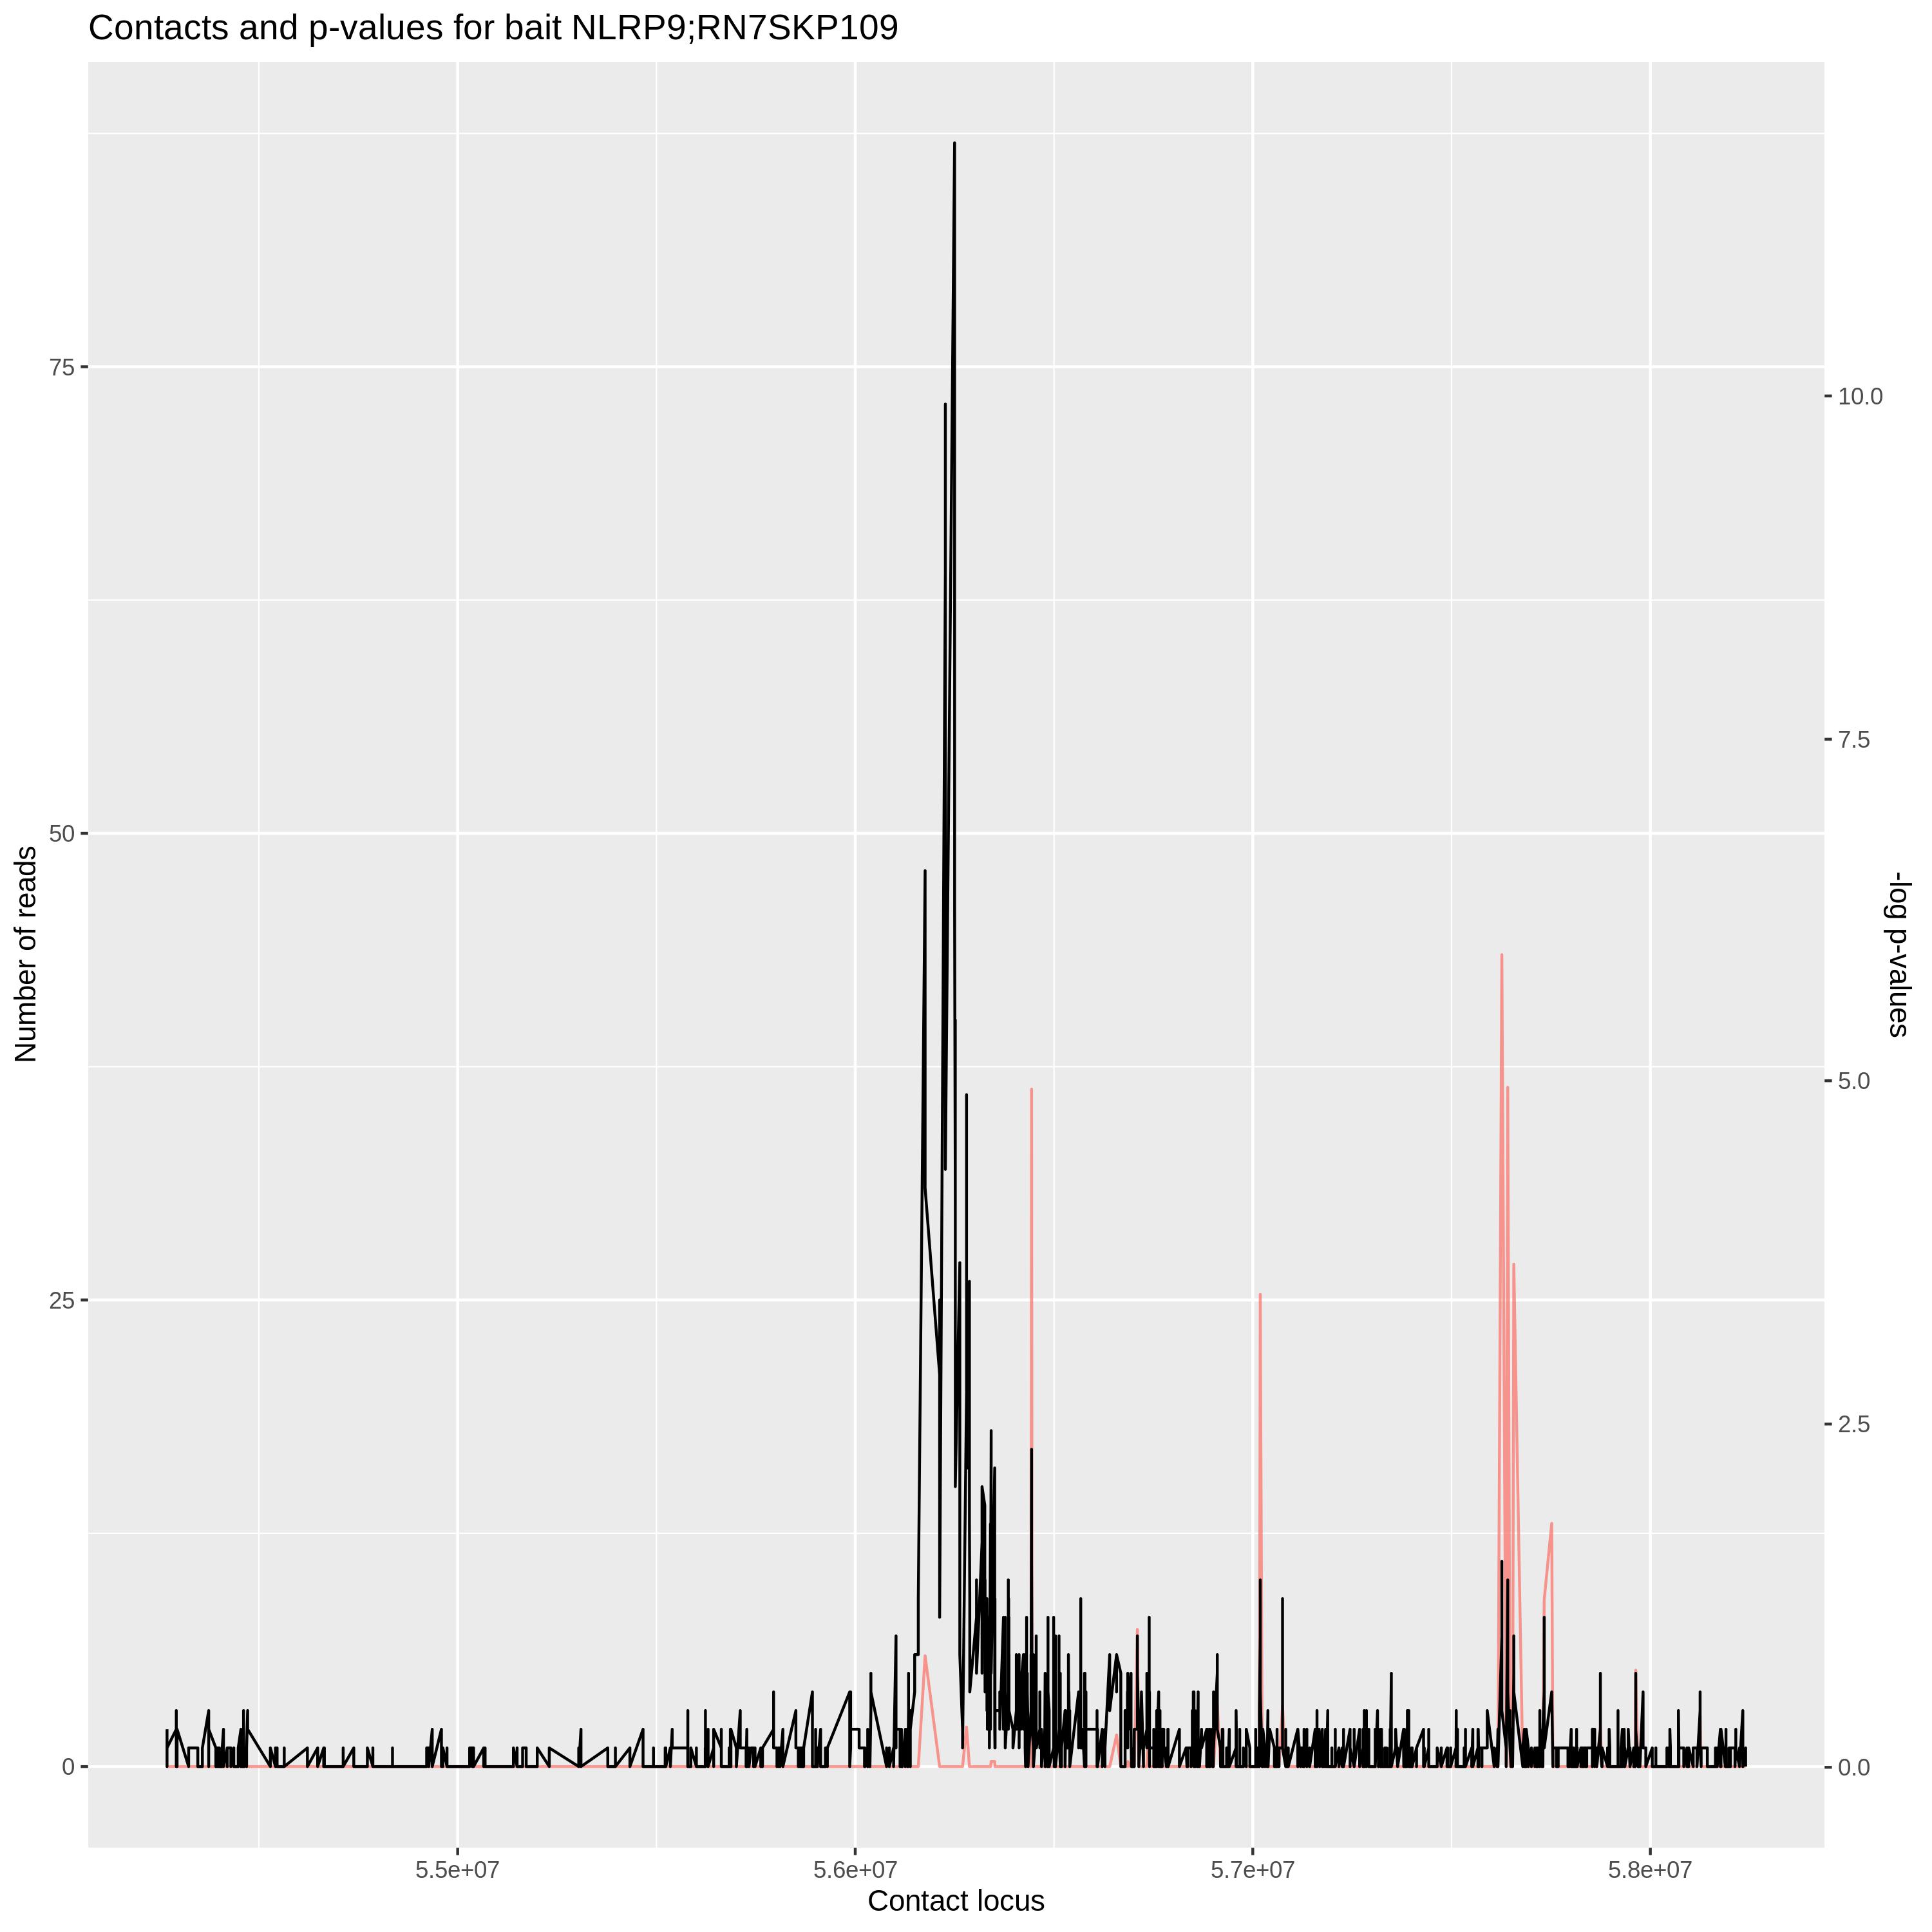 Contacts and p-values for bait NLRP9;RN7SKP109
75
50
25
0
Number of reads
10.0
7.5
5.0
2.5
0.0
-log p-values
5.5e+07 5.6e+07 5.7e+07 5.8e+07
Contact locus